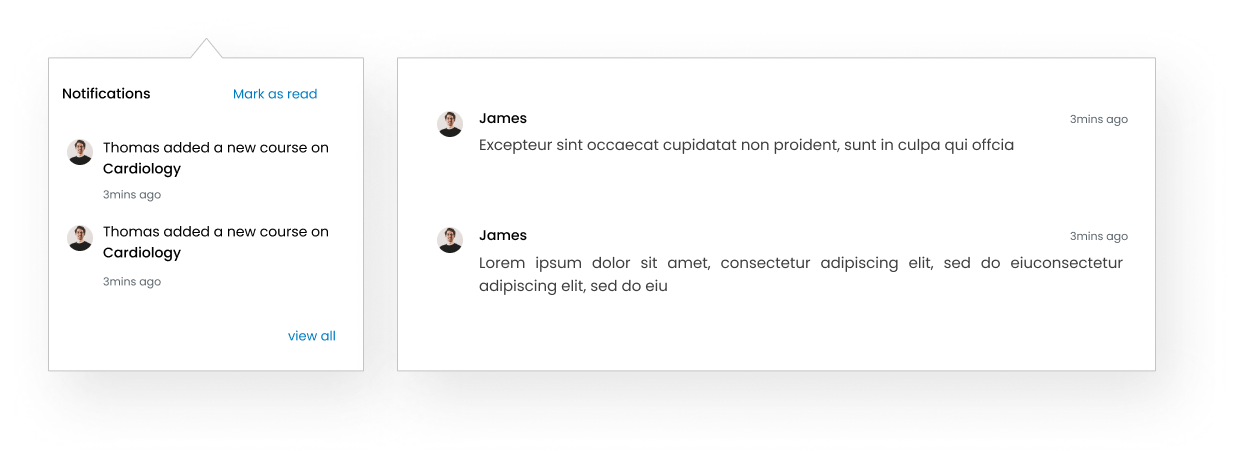 Notifications
Mark as read
Thomas added a new course on
Cardiology
3mins ago
Thomas added a new course on
Cardiology
3mins ago
view all
James
3mins ago
Excepteur sint occaecat cupidatat non proident, sunt in culpa qui offcia
James
3mins ago
Lorem ipsum dolor sit amet, consectetur adipiscing elit, sed do eiuconsectetur
adipiscing elit, sed do eiu